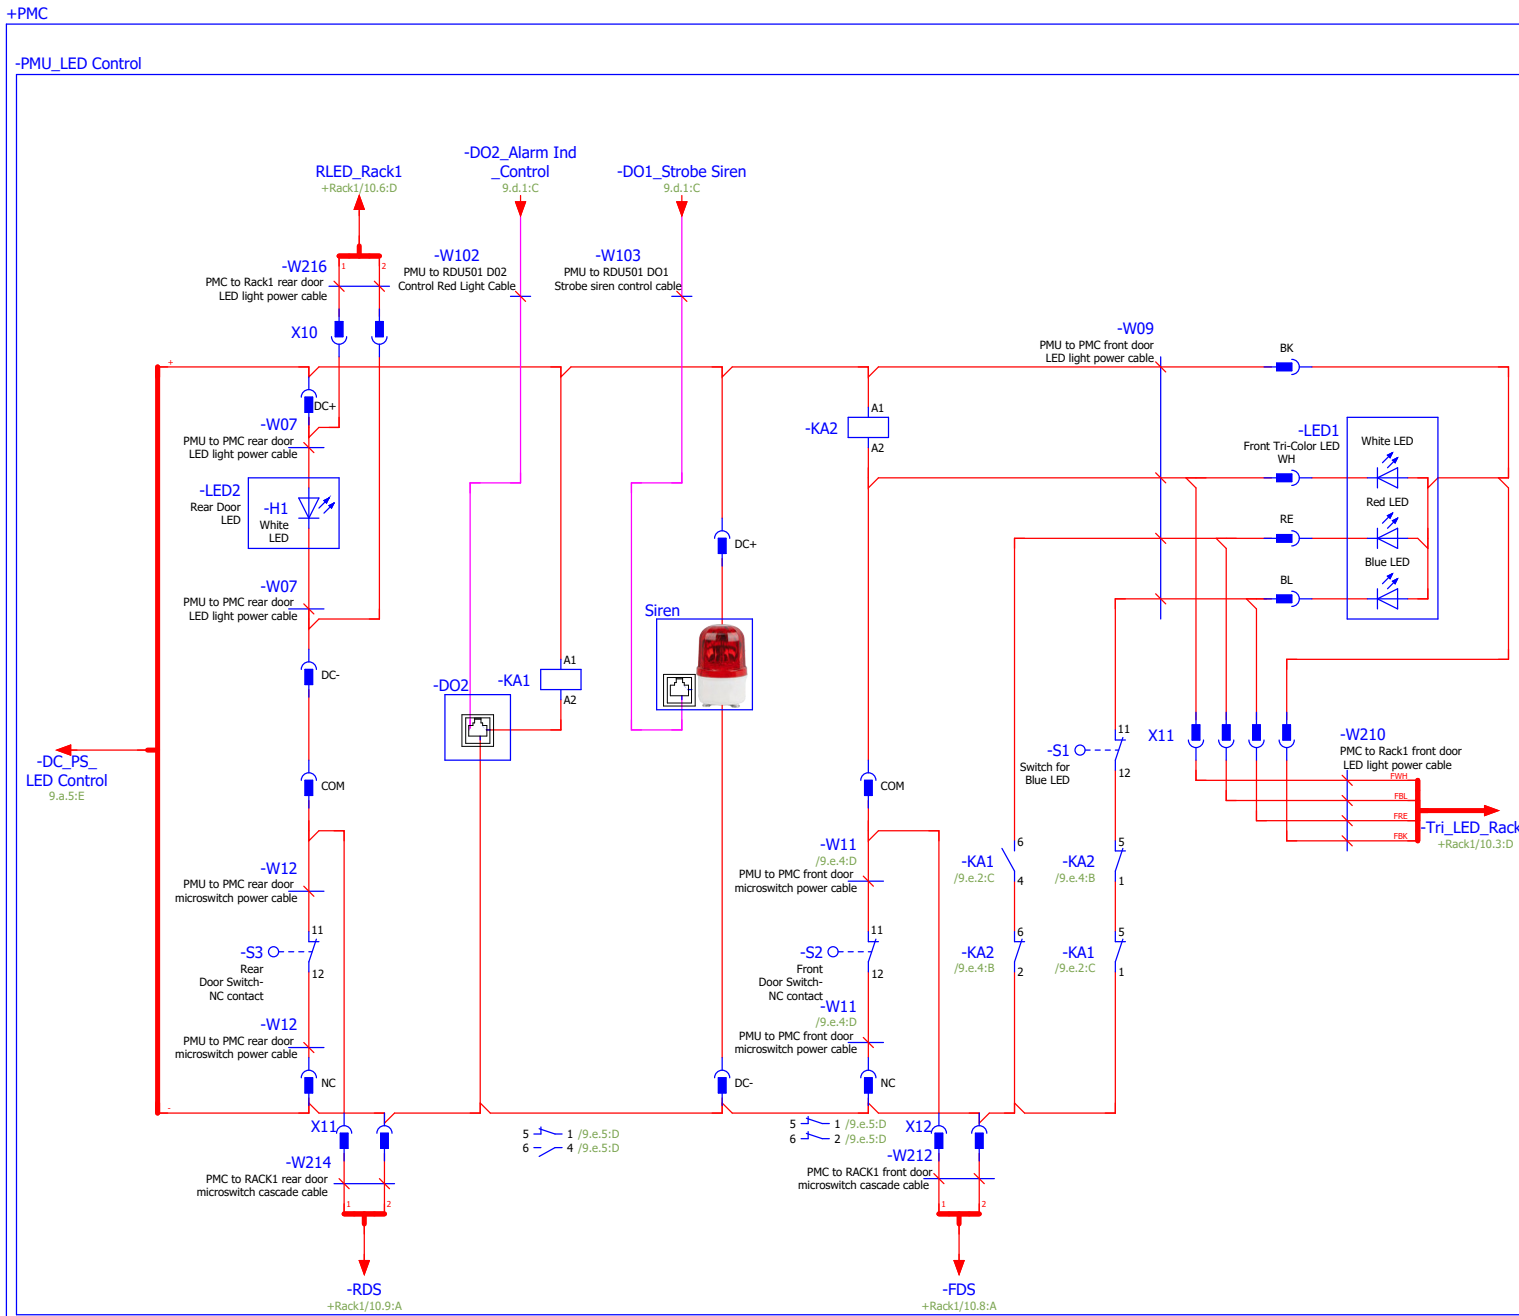 +PMC
-PMU_LED Control
RLED_Rack1
+Rack1/10.6:D
-DO2_Alarm Ind
_Control
9.d.1:C
-DO1_Strobe Siren
9.d.1:C
-W216
PMC to Rack1 rear door
LED light power cable
1
2
-W102
PMU to RDU501 D02
Control Red Light Cable
-W103
PMU to RDU501 DO1
Strobe siren control cable
X10
-W09
PMU to PMC front door
LED light power cable
BK
+
DC+
-W07
PMU to PMC rear door
LED light power cable
-KA2
A1
A2
-LED1
Front Tri-Color LED
WH
White LED
-LED2
Rear Door
LED
-H1
White
LED
Red LED
RE
DC+
Blue LED
BL
-W07
PMU to PMC rear door
LED light power cable
Siren
DC-
-DO2
-KA1
A1
A2
-DC_PS_
LED Control
9.a.5:E
-S1
Switch for
Blue LED
11
12
X11
-W210
PMC to Rack1 front door
LED light power cable
FWH
FBL
FRE
FBK
-Tri_LED_Rack
+Rack1/10.3:D
COM
COM
-W11
/9.e.4:D
PMU to PMC front door
microswitch power cable
-KA1
/9.e.2:C
6
4
-KA2
/9.e.4:B
5
1
-W12
PMU to PMC rear door
microswitch power cable
-S3
Rear
Door Switch-
NC contact
11
12
-S2
Front
Door Switch-
NC contact
11
12
-KA2
/9.e.4:B
6
2
-KA1
/9.e.2:C
5
1
-W12
PMU to PMC rear door
microswitch power cable
-W11
/9.e.4:D
PMU to PMC front door
microswitch power cable
NC
DC-
NC
-
X11
5 1 /9.e.5:D
6 4 /9.e.5:D
5 1 /9.e.5:D
6 2 /9.e.5:D
X12
-W214
PMC to RACK1 rear door
microswitch cascade cable
1
2
-W212
PMC to RACK1 front door
microswitch cascade cable
1
2
-RDS
+Rack1/10.9:A
-FDS
+Rack1/10.8:A